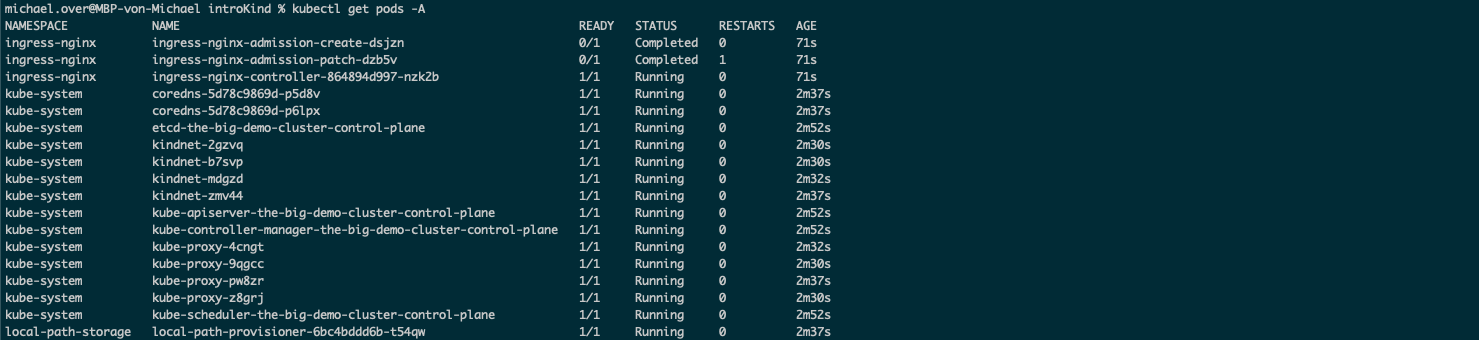 michael.over@MBP-von-Michael introKind % kubectl get pods -A
NAMESPACE NAME READY STATUS RESTARTS AGE
ingress-nginx ingress-nginx-admission-create-dsjzn 0/1 Completed 0 71s
ingress-nginx ingress-nginx-admission-patch-dzb5v 0/1 Completed 1 71s
ingress-nginx ingress-nginx-controller-864894d997-nzk2b 1/1 Running 0 71s
kube-system coredns-5d78c9869d-p5d8v 1/1 Running 0 2m37s
kube-system coredns-5d78c9869d-p6lpx 1/1 Running 0 2m37s
kube-system etcd-the-big-demo-cluster-control-plane 1/1 Running 0 2m52s
kube-system kindnet-2gzvq 1/1 Running 0 2m30s
kube-system kindnet-b7svp 1/1 Running 0 2m30s
kube-system kindnet-mdgzd 1/1 Running 0 2m32s
kube-system kindnet-zmv44 1/1 Running 0 2m37s
kube-system kube-apiserver-the-big-demo-cluster-control-plane 1/1 Running 0 2m52s
kube-system kube-controller-manager-the-big-demo-cluster-control-plane 1/1 Running 0 2m52s
kube-system kube-proxy-4cngt 1/1 Running 0 2m32s
kube-system kube-proxy-9qgcc 1/1 Running 0 2m30s
kube-system kube-proxy-pw8zr 1/1 Running 0 2m37s
kube-system kube-proxy-z8grj 1/1 Running 0 2m30s
kube-system kube-scheduler-the-big-demo-cluster-control-plane 1/1 Running 0 2m52s
local-path-storage local-path-provisioner-6bc4bddd6b-t54qw 1/1 Running 0 2m37s